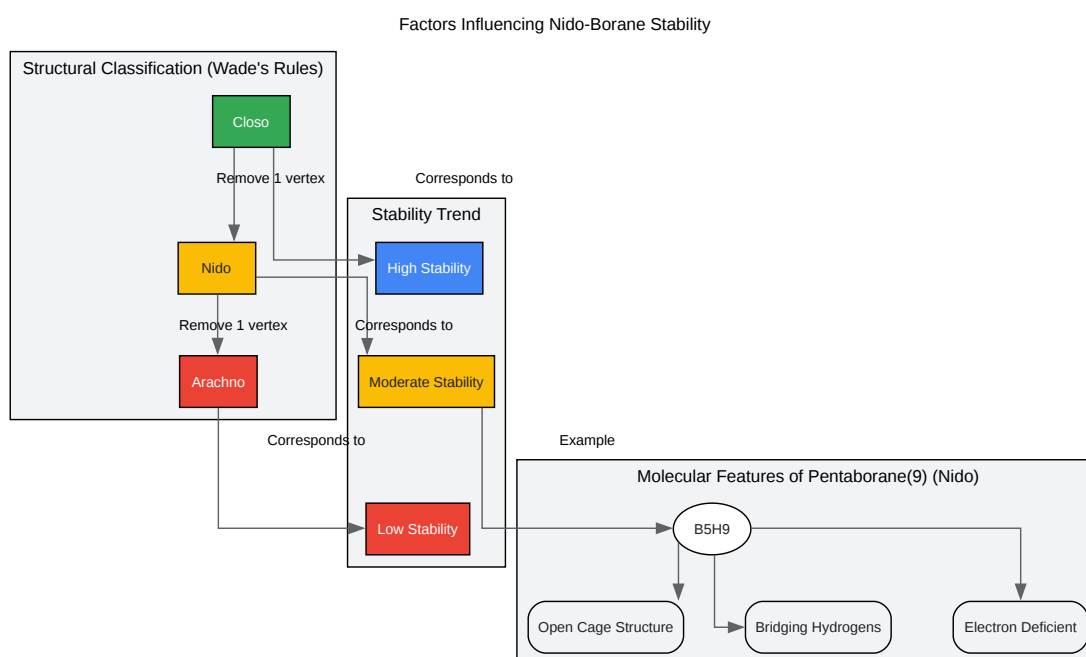 Factors Influencing Nido-Borane Stability
Structural Classification (Wade's Rules)
Closo
Remove 1 vertex
Corresponds to
Stability Trend
Nido
High Stability
Remove 1 vertex
Corresponds to
Arachno
Moderate Stability
Corresponds to
Example
Molecular Features of Pentaborane(9) (Nido)
Low Stability
B5H9
Open Cage Structure
Bridging Hydrogens
Electron Deficient